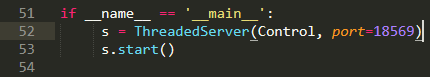 51 if __name__ == '__main__':
52     s = ThreadedServer(Control, port=18569)
53     s.start()
54